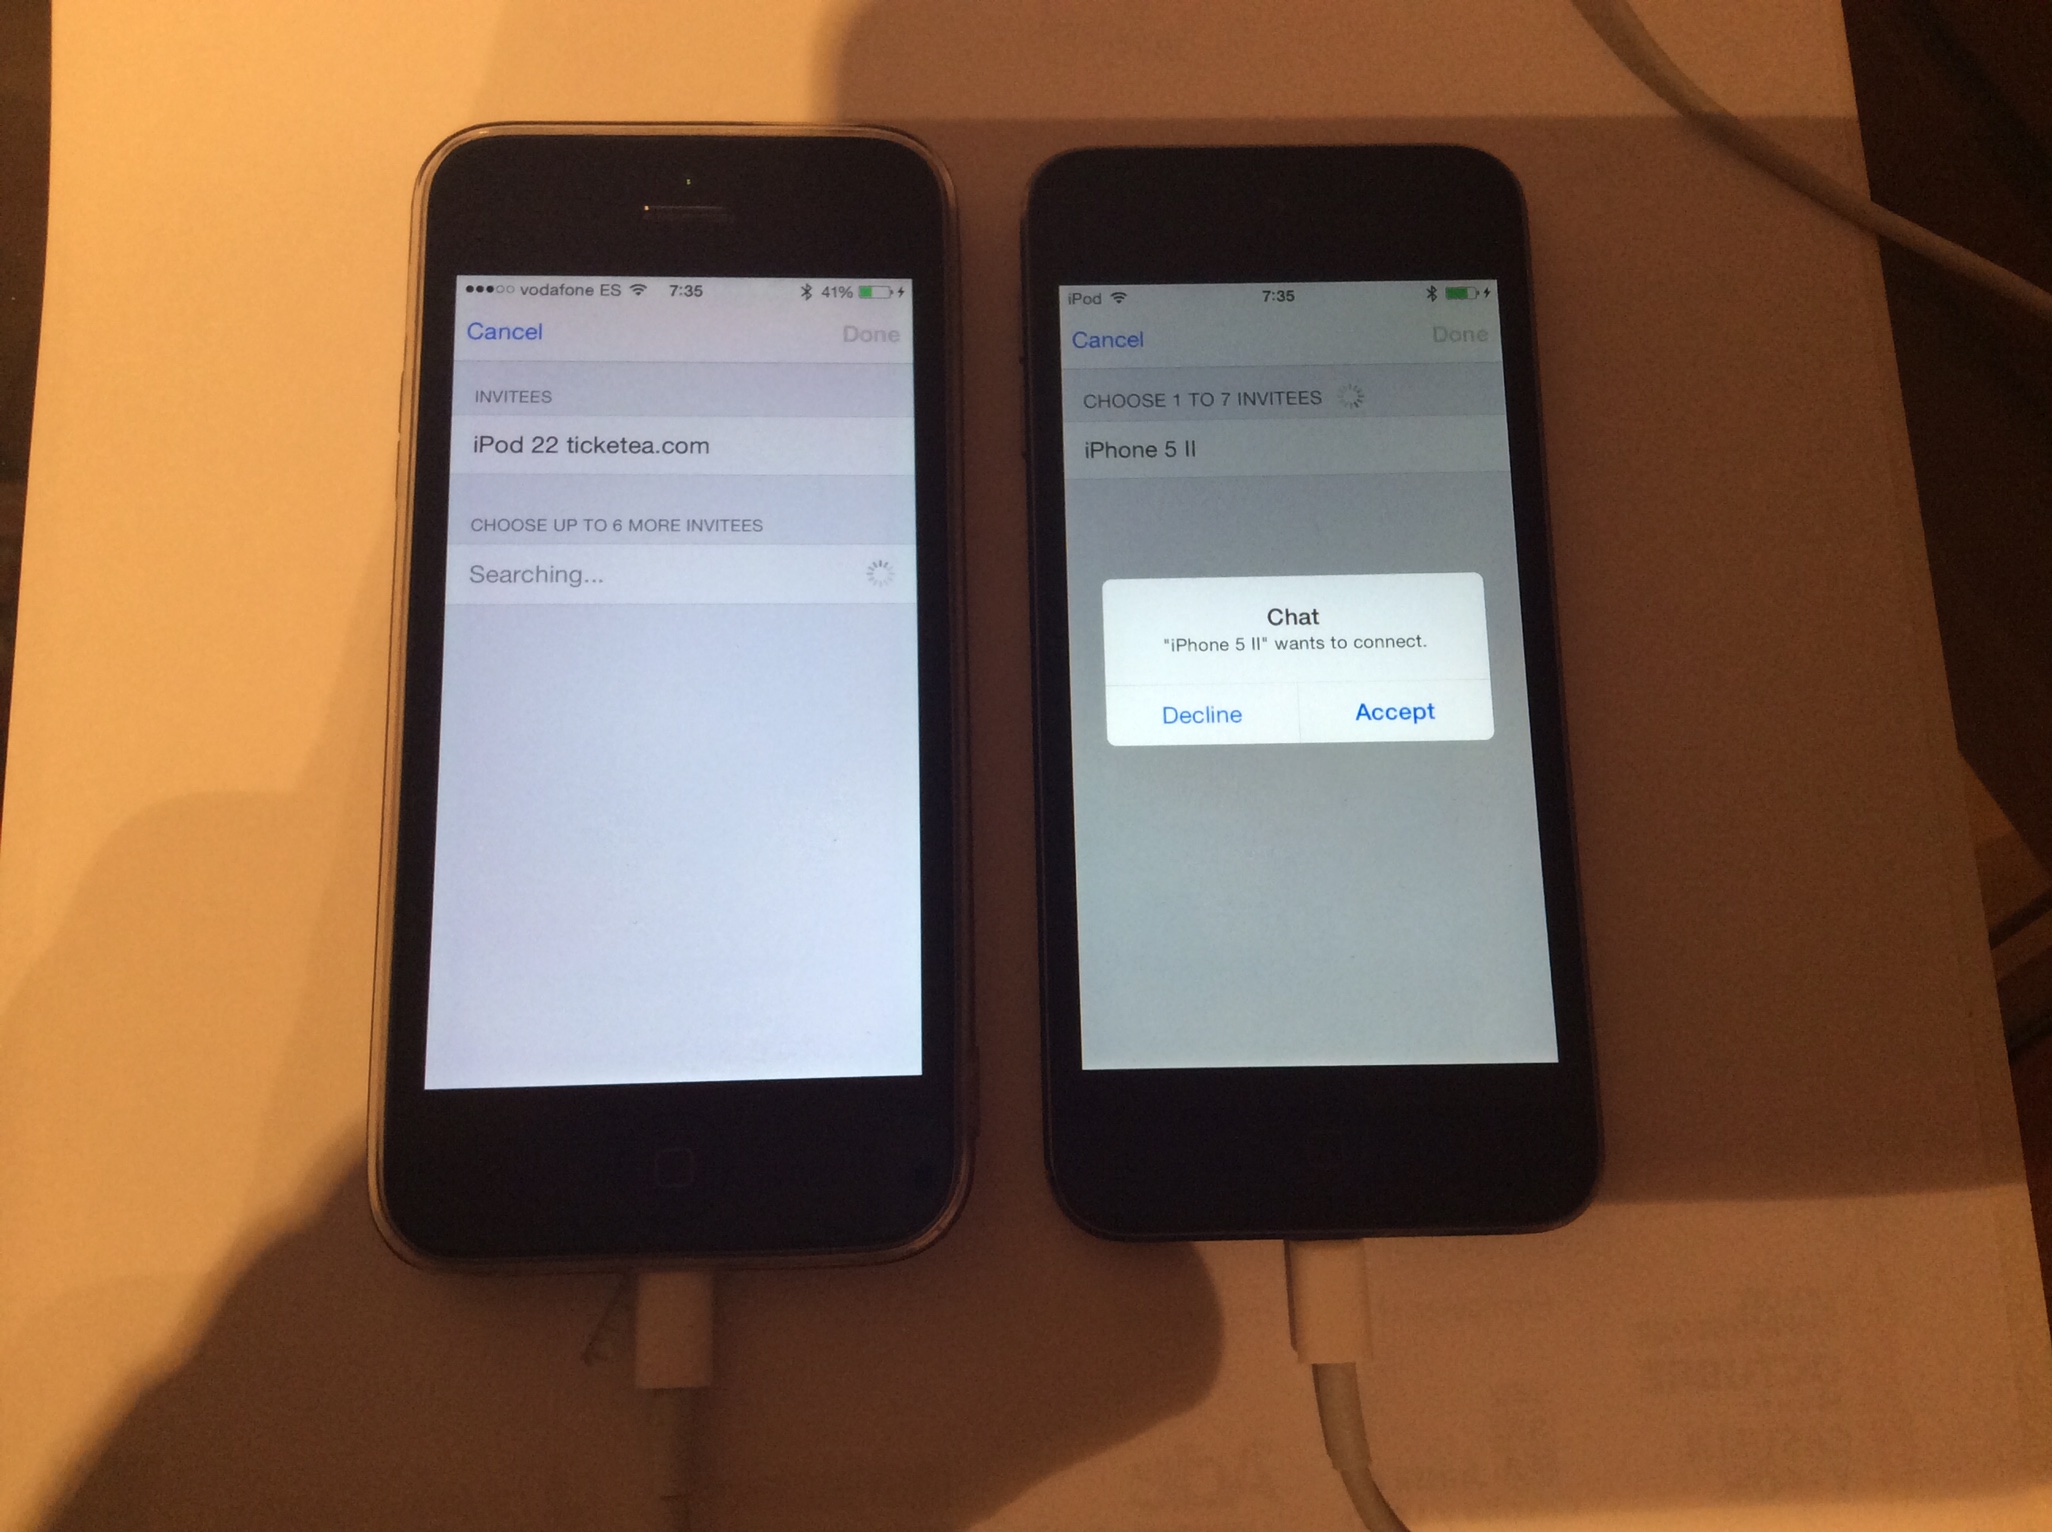 vodafone ES 7:35 41%
Cancel Done
INVITEES
iPod 22 ticketea.com
CHOOSE UP TO 6 MORE INVITEES
Searching...
iPod 7:35
Cancel Done
CHOOSE 1 TO 7 INVITEES
iPhone 5 II
Chat
"iPhone 5 II" wants to connect.
Decline Accept